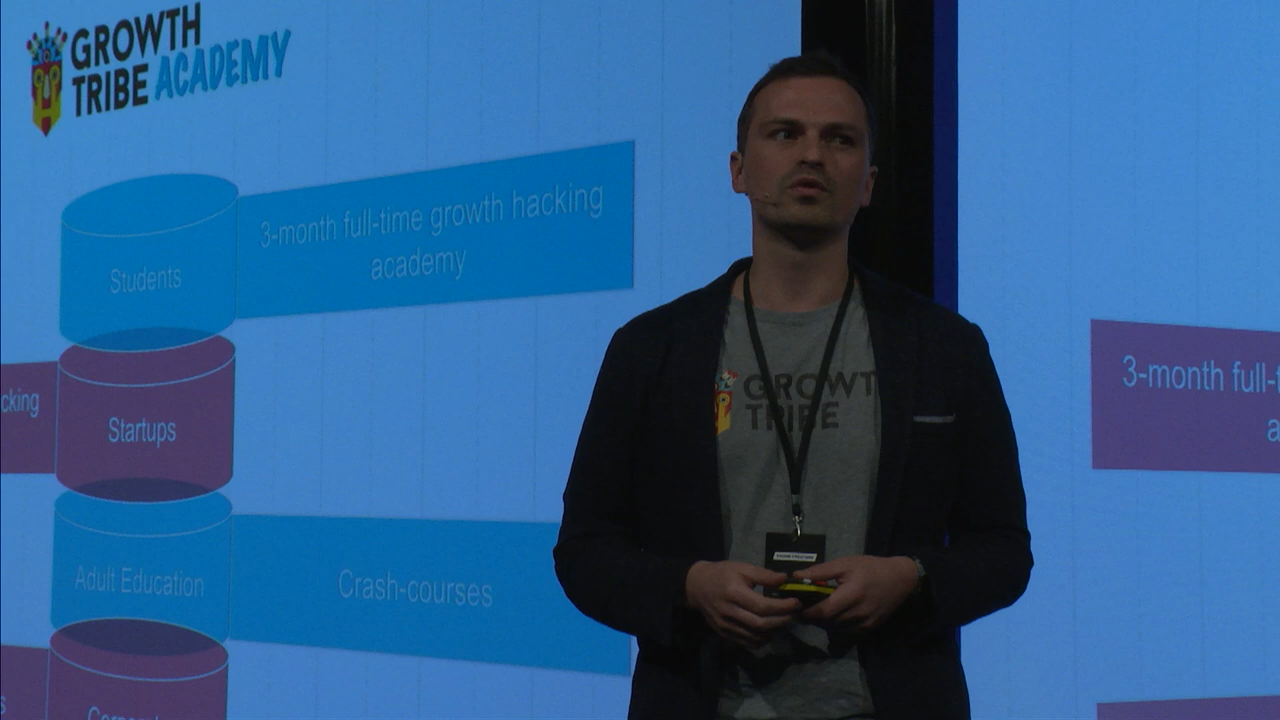 GROWTH
TRIBE ACADEMY
3-month full-time growth hacking
academy
Students
cking
Startups
Adult Education
Crash-courses
GROWT
TRIBE
3-month full-t
a
s